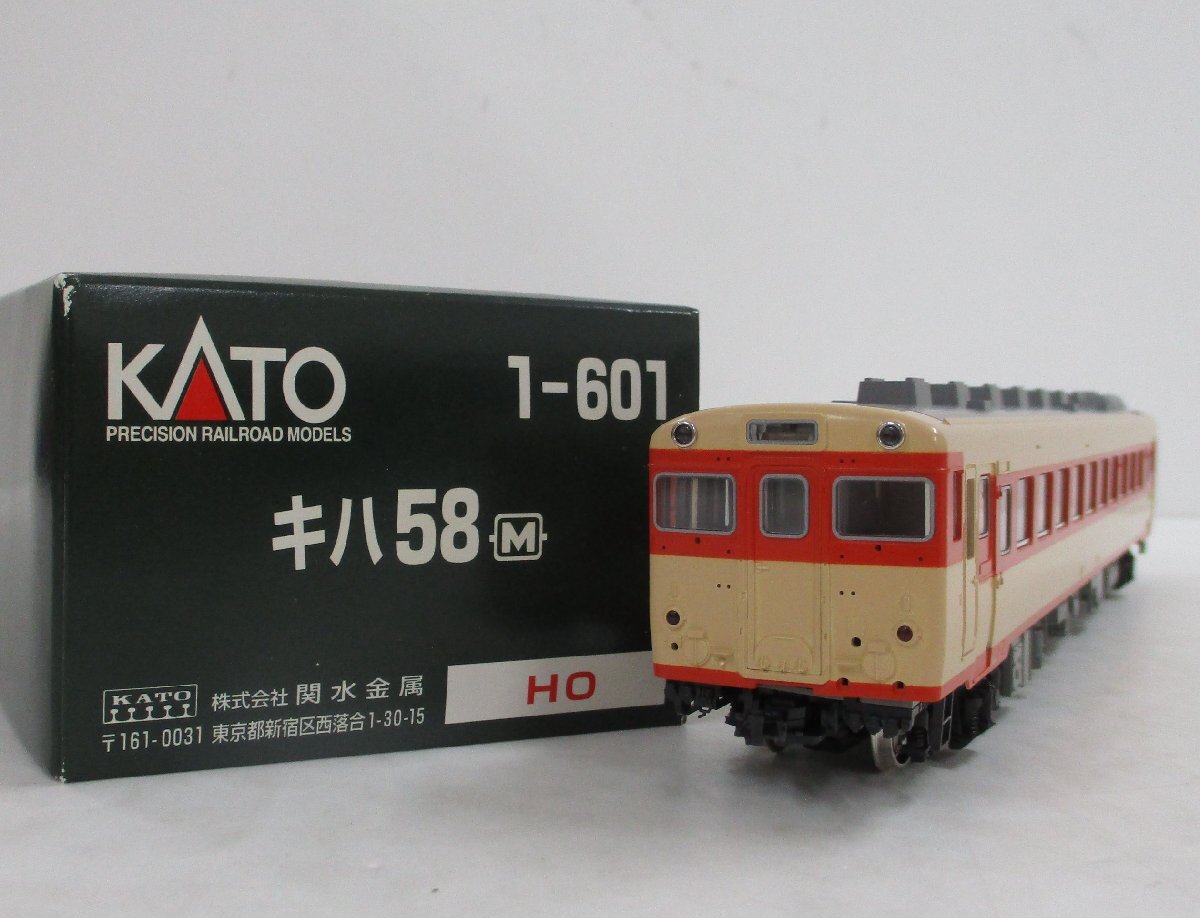 KATO
PRECISION RAILROAD MODELS
1-601
キハ58 M
KATO
株式会社 関水金属
〒161-0031 東京都新宿区西落合1-30-15
HO